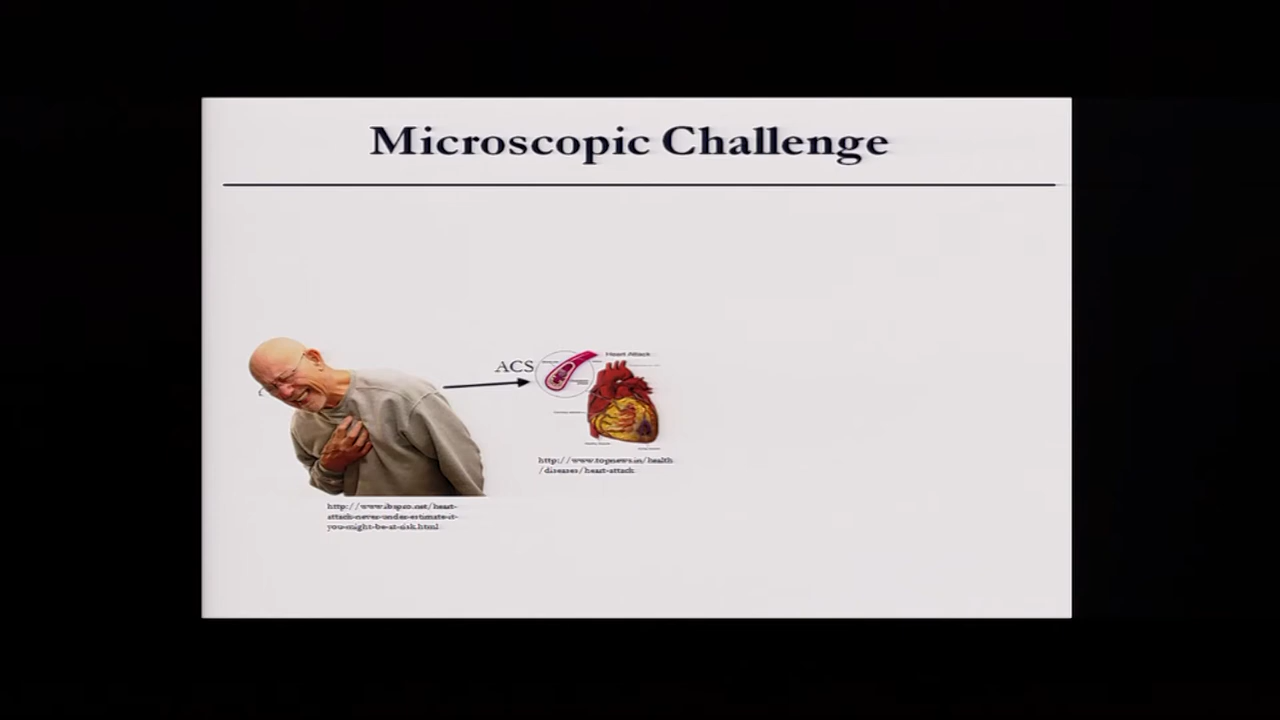 Microscopic Challenge
ACS
Heart Attack
http://www.topnews.in/health
/diseases/heart-attack
http://www.ibspro.net/heart-
attack-never-under-estimate-it-
you-might-be-at-risk.html